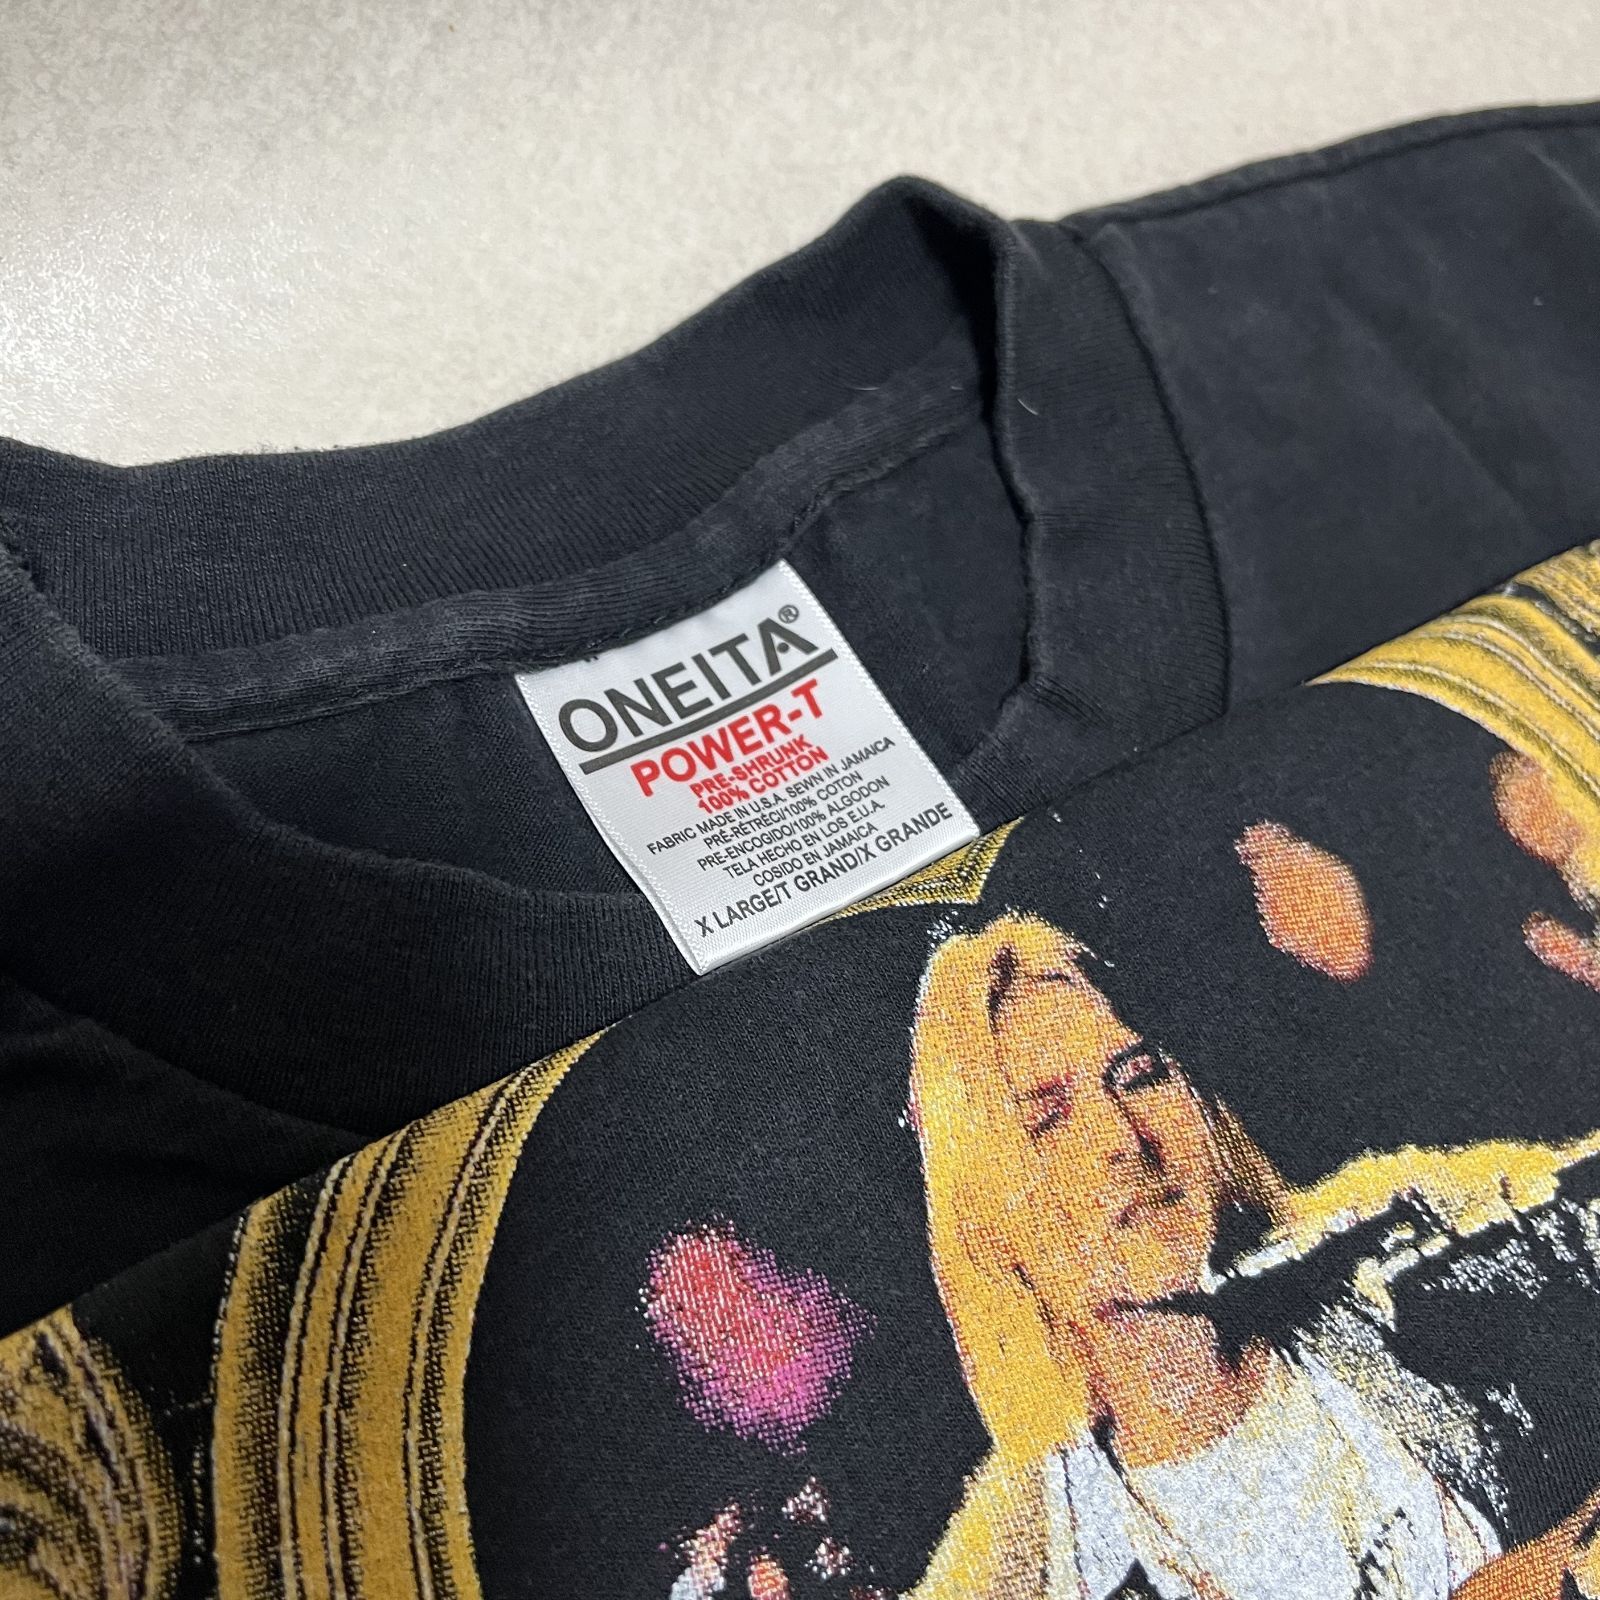 ONEITA®
POWER-T
PRE-SHRUNK
100% COTTON
FABRIC MADE IN U.S.A. SEWN IN JAMAICA
PRÉ-RÉTRÉCI/100% COTON
PRE-ENCOGIDO/100% ALGODON
TELA HECHO EN LOS E.U.A.
COSIDO EN JAMAICA
X LARGE/T GRAND/X GRANDE